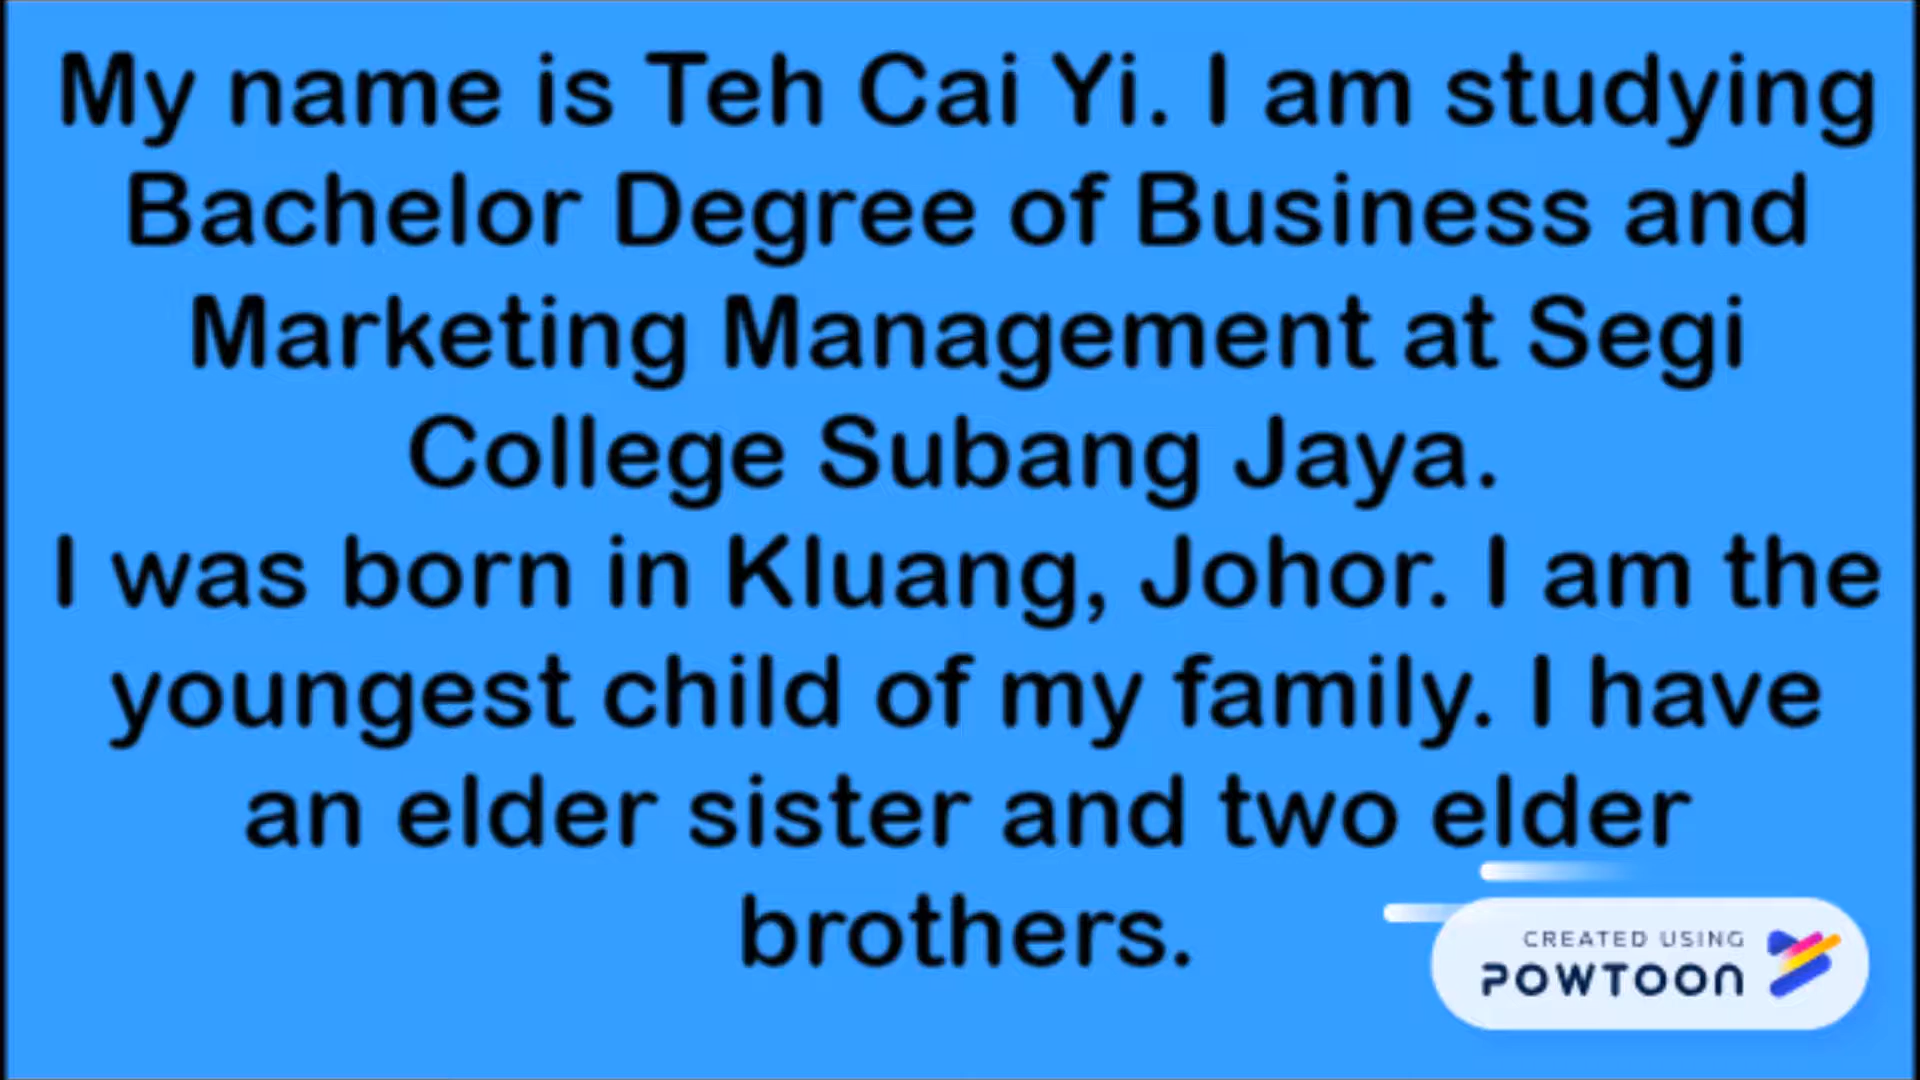 My name is Teh Cai Yi. I am studying
Bachelor Degree of Business and
Marketing Management at Segi
College Subang Jaya.
I was born in Kluang, Johor. I am the
youngest child of my family. I have
an elder sister and two elder
brothers.
CREATED USING
POWTOON